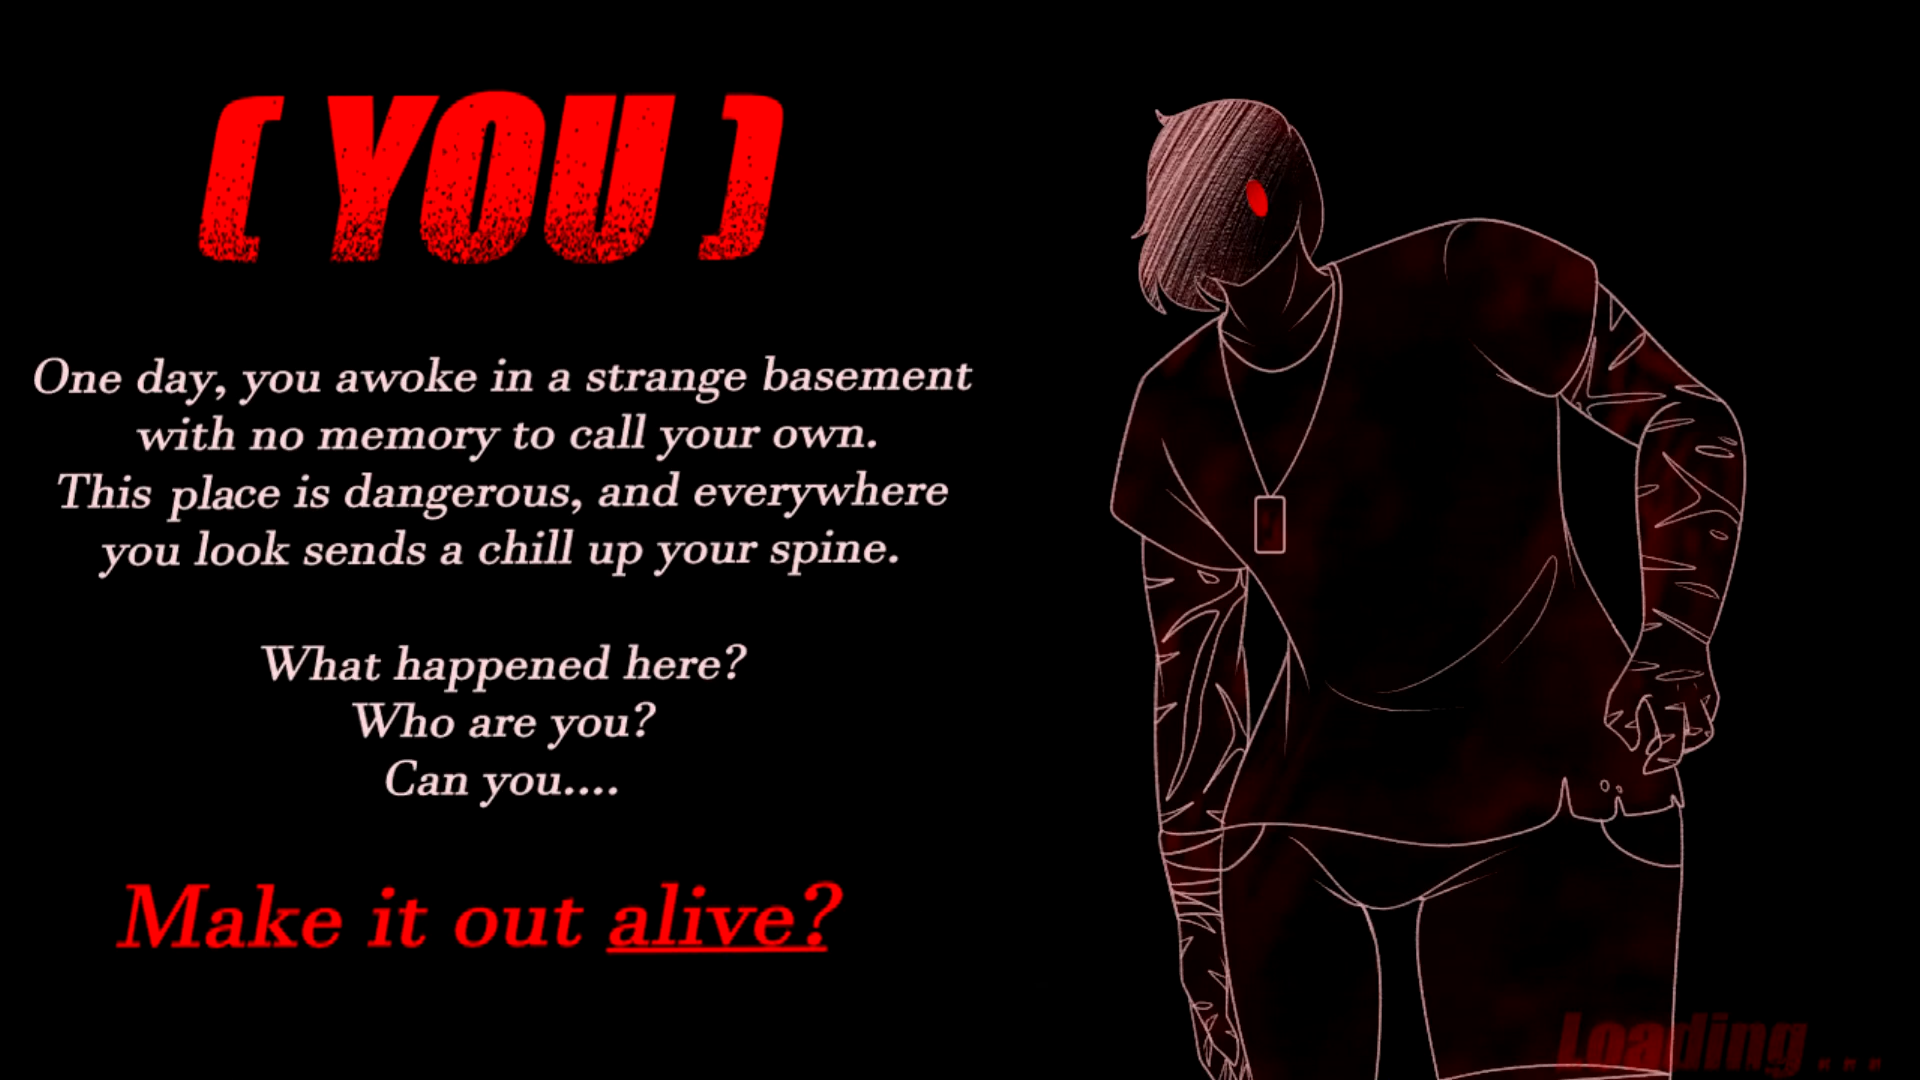 [ YOU ]
One day, you awoke in a strange basement
with no memory to call your own.
This place is dangerous, and everywhere
you look sends a chill up your spine.
What happened here?
Who are you?
Can you....
Make it out alive?
Loading...